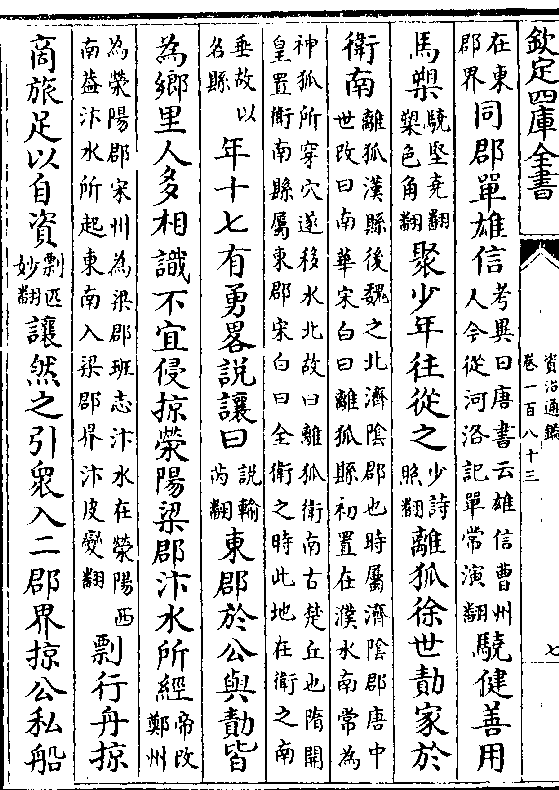 欽定四庫全書
資治通鑑
卷一百八十三
七
在東郡界同郡單雄信考異曰唐書云雄信曹州人今從河洛記單常演翻驍健善用
馬槊驍堅堯翻槊色角翻聚少年往從之少詩照翻離狐徐世勣家於
衛南離狐漢縣後魏之北濟隂郡也時屬濟隂郡唐中世改曰南華宋白曰離狐縣初置在濮水南常為
神狐所穿穴遂移水北故曰離狐衛南古楚丘也隋開皇置衛南縣屬東郡宋白曰全衛之時此地在衛之南
垂故以名縣年十七有勇畧説讓曰説輸芮翻東郡於公與勣皆
為鄉里人多相識不宜侵掠滎陽梁郡汴水所經帝改鄭州
為滎陽郡宋州為梁郡班志汴水在滎陽西南葢汴水所起東南入梁郡界汴皮變翻剽行舟掠
商旅足以自資剽匹妙翻讓然之引衆入二郡界掠公私船